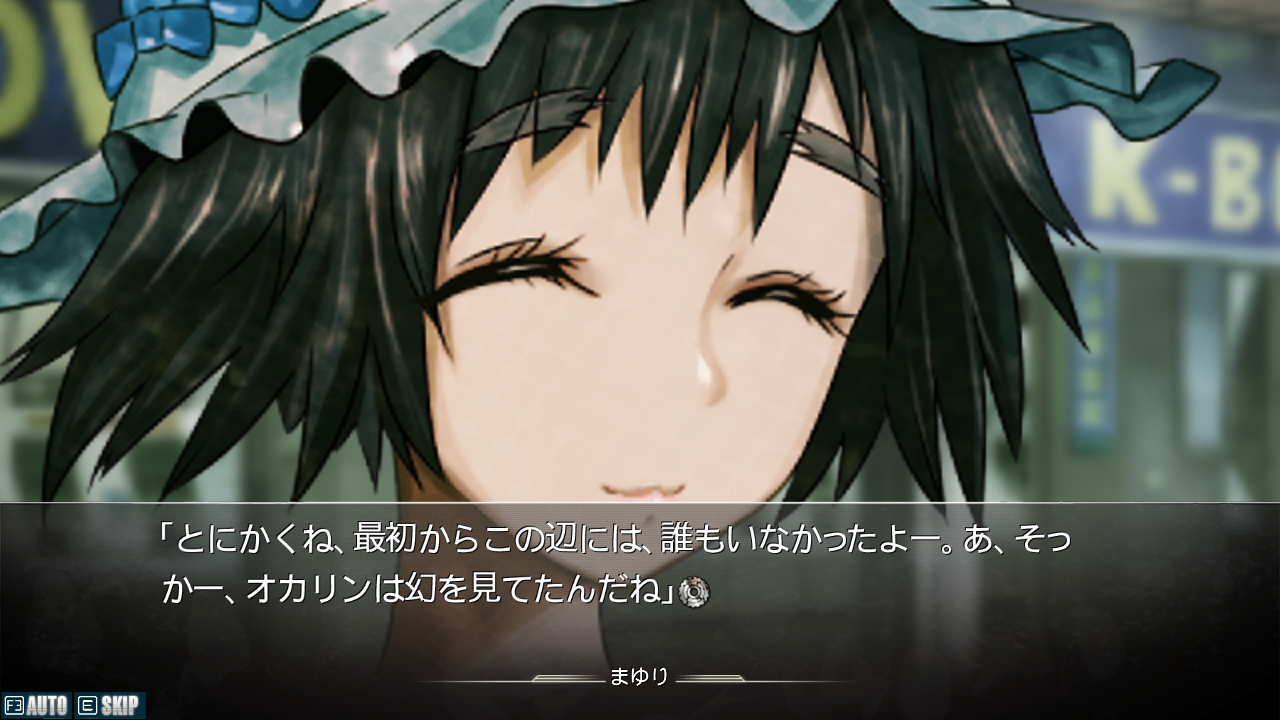 K-B
「とにかくね、最初からこの辺には、誰もいなかったよー。あ、そっ
かー、オカリンは幻を見てたんだね」
まゆり
F3 AUTO E SKIP